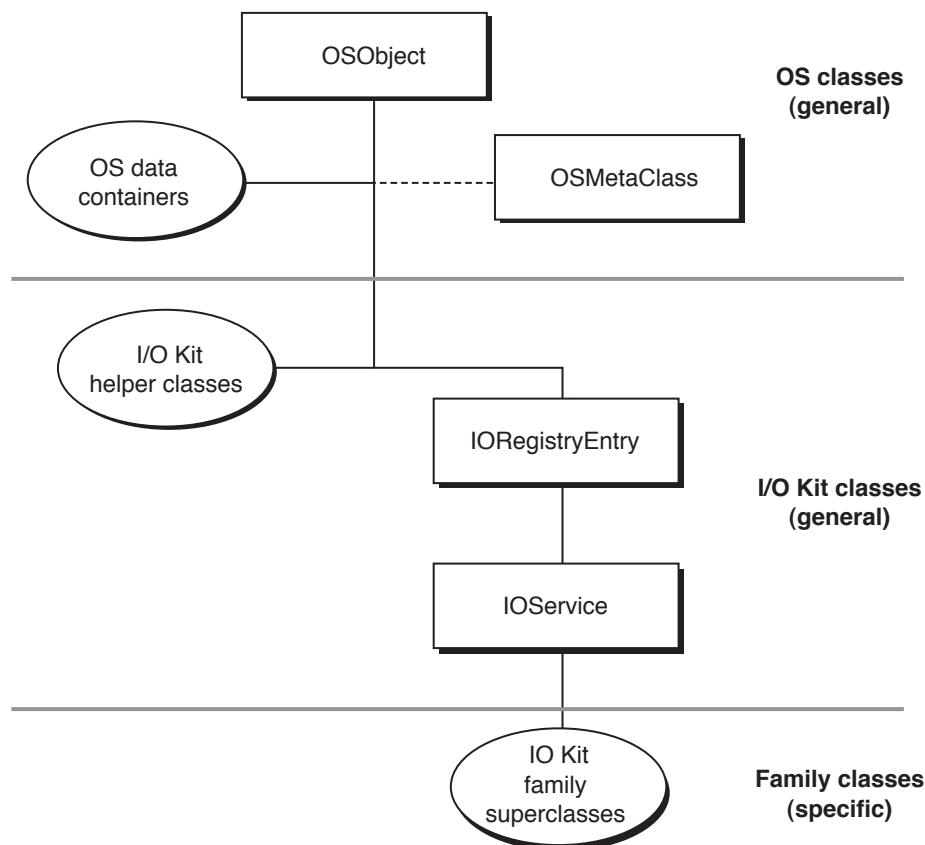 OSObject
OS classes
(general)
OS data
containers
OSMetaClass
I/O Kit
helper classes
IORegistryEntry
I/O Kit classes
(general)
IOService
IO Kit
family
superclasses
Family classes
(specific)